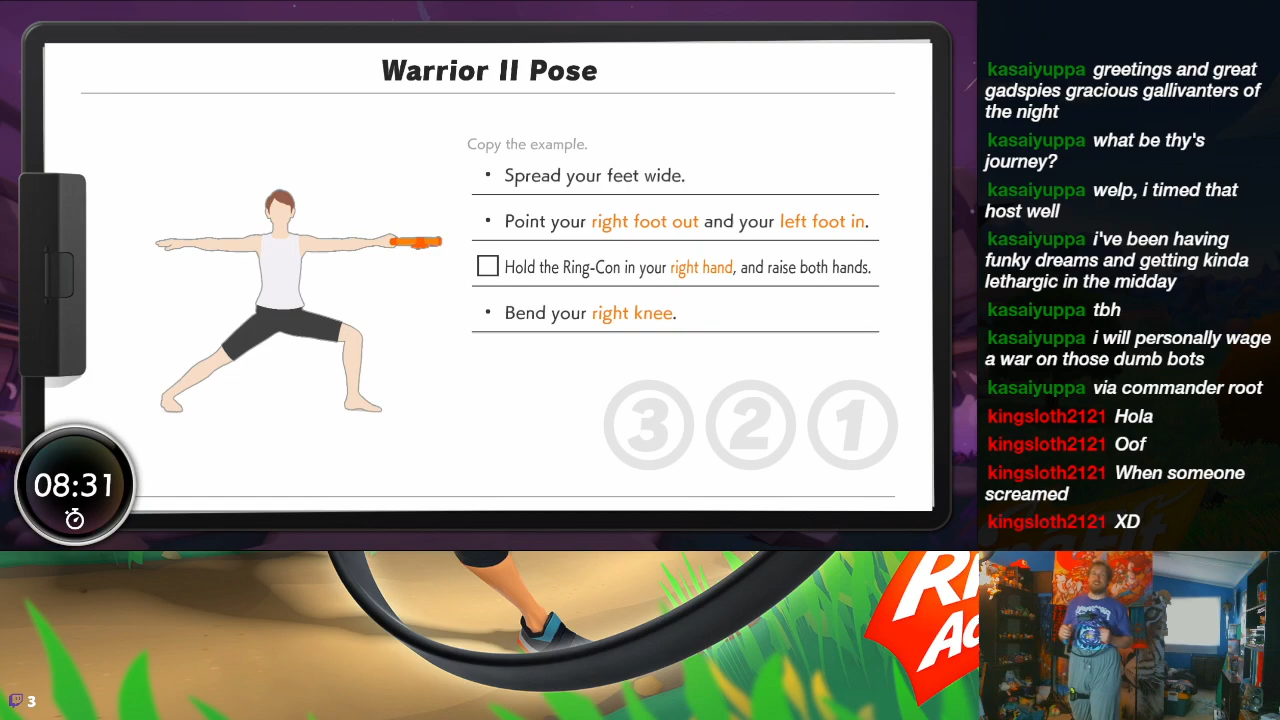 Warrior II Pose
Copy the example.
• Spread your feet wide.
• Point your right foot out and your left foot in.
Hold the Ring-Con in your right hand, and raise both hands.
• Bend your right knee.
3 2 1
08:31
kasaiyuppa greetings and great
gadspies gracious gallivanters of
the night
kasaiyuppa what be thy's
journey?
kasaiyuppa welp, i timed that
host well
kasaiyuppa i've been having
funky dreams and getting kinda
lethargic in the midday
kasaiyuppa tbh
kasaiyuppa i will personally wage
a war on those dumb bots
kasaiyuppa via commander root
kingsloth2121 Hola
kingsloth2121 Oof
kingsloth2121 When someone
screamed
kingsloth2121 XD
3